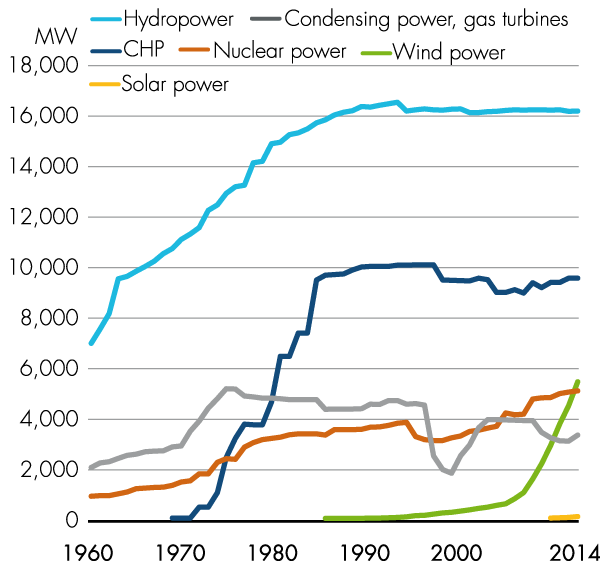 Hydropower Condensing power, gas turbines
MW CHP Nuclear power Wind power
18,000 Solar power
16,000
14,000
12,000
10,000
8,000
6,000
4,000
2,000
0
1960 1970 1980 1990 2000 2014